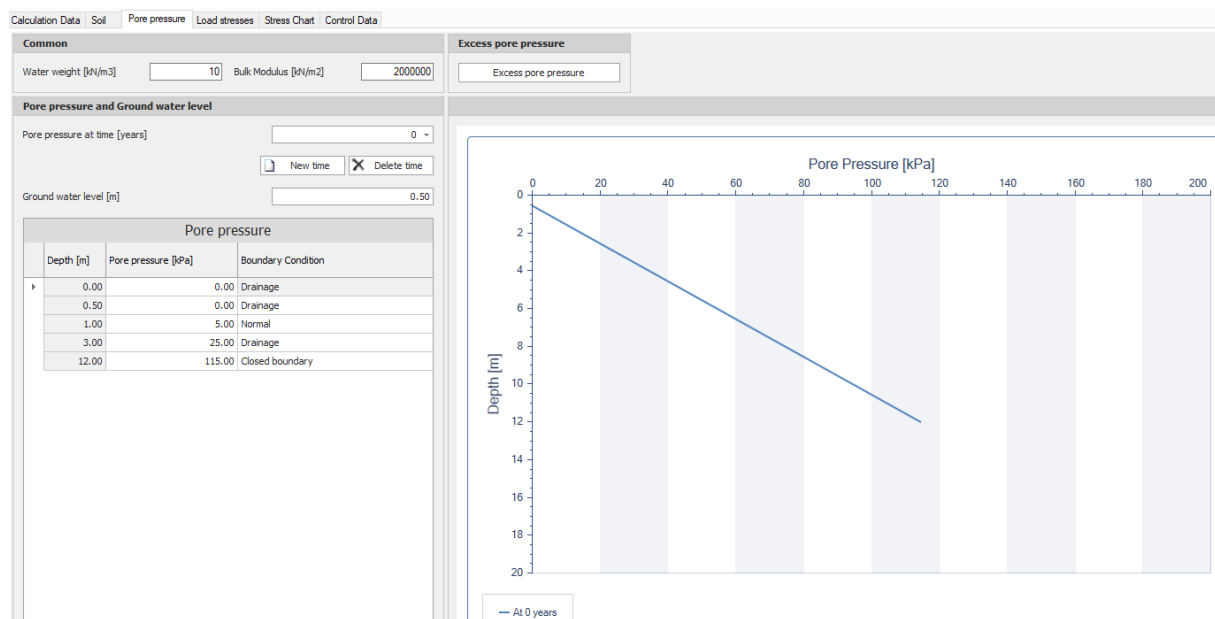 Calculation Data Soil Pore pressure Load stresses Stress Chart Control Data
Common
Water weight [kN/m3] 10 Bulk Modulus [kN/m2] 2000000
Excess pore pressure
Excess pore pressure
Pore pressure and Ground water level
Pore pressure at time [years] 0
New time Delete time
Ground water level [m] 0.50
Pore pressure
Depth [m] Pore pressure [kPa] Boundary Condition
0.00 0.00 Drainage
0.50 0.00 Drainage
1.00 5.00 Normal
3.00 25.00 Drainage
12.00 115.00 Closed boundary
Pore Pressure [kPa]
0 20 40 60 80 100 120 140 160 180 200
0
2
4
6
8
10
12
14
16
18
20
Depth [m]
At 0 years